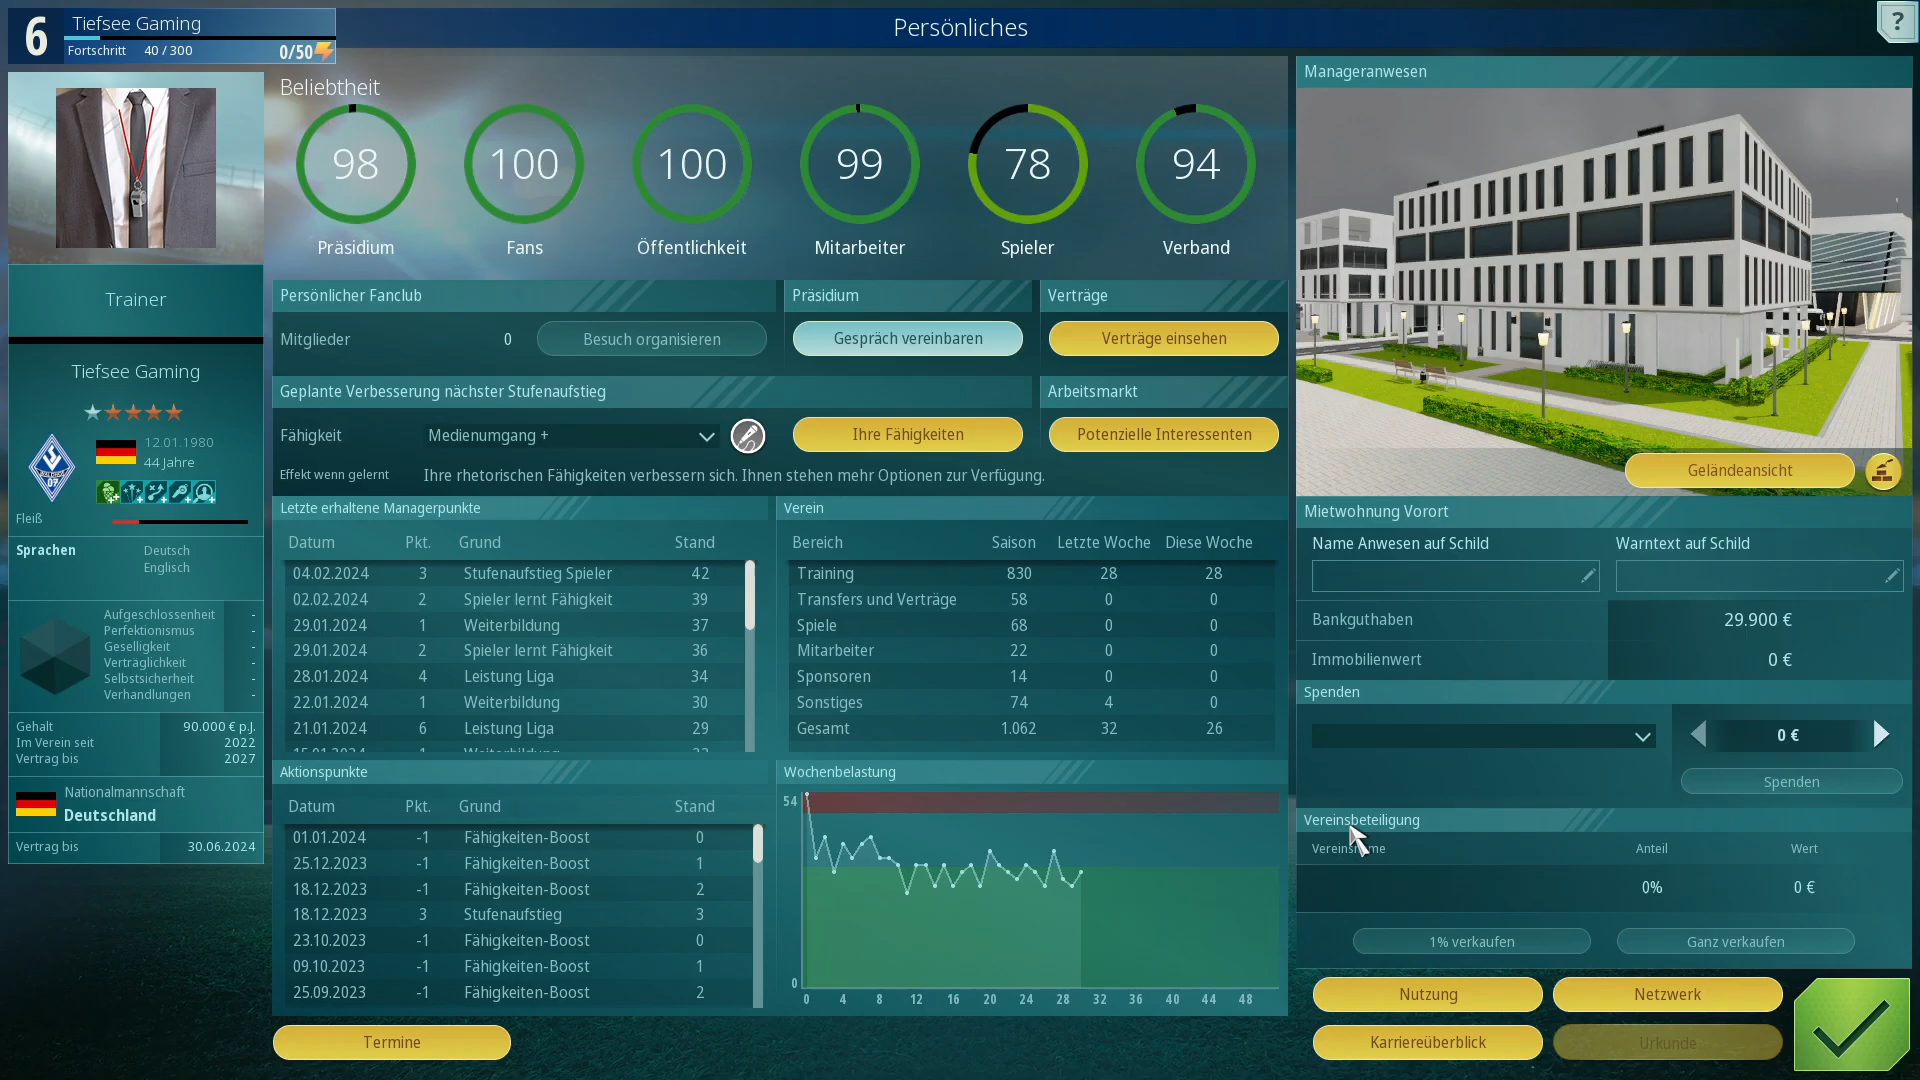 6
Tiefsee Gaming
Fortschritt 40 / 300
0/50
Persönliches
?
Trainer
Tiefsee Gaming
12.01.1980
44 Jahre
Fleiß
Sprachen Deutsch
Englisch
Aufgeschlossenheit -
Perfektionismus -
Geselligkeit -
Verträglichkeit -
Selbstsicherheit -
Verhandlungen -
Gehalt 90.000 € p.J.
Im Verein seit 2022
Vertrag bis 2027
Nationalmannschaft
Deutschland
Vertrag bis 30.06.2024
Beliebtheit
98 100 100 99 78 94
Präsidium Fans Öffentlichkeit Mitarbeiter Spieler Verband
Persönlicher Fanclub
Mitglieder 0 Besuch organisieren
Präsidium
Gespräch vereinbaren
Verträge
Verträge einsehen
Geplante Verbesserung nächster Stufenaufstieg
Fähigkeit Medienumgang + Ihre Fähigkeiten
Effekt wenn gelernt Ihre rhetorischen Fähigkeiten verbessern sich. Ihnen stehen mehr Optionen zur Verfügung.
Arbeitsmarkt
Potenzielle Interessenten
Letzte erhaltene Managerpunkte
Datum Pkt. Grund Stand
04.02.2024 3 Stufenaufstieg Spieler 42
02.02.2024 2 Spieler lernt Fähigkeit 39
29.01.2024 1 Weiterbildung 37
29.01.2024 2 Spieler lernt Fähigkeit 36
28.01.2024 4 Leistung Liga 34
22.01.2024 1 Weiterbildung 30
21.01.2024 6 Leistung Liga 29
Verein
Bereich Saison Letzte Woche Diese Woche
Training 830 28 28
Transfers und Verträge 58 0 0
Spiele 68 0 0
Mitarbeiter 22 0 0
Sponsoren 14 0 0
Sonstiges 74 4 0
Gesamt 1.062 32 26
Aktionspunkte
Datum Pkt. Grund Stand
01.01.2024 -1 Fähigkeiten-Boost 0
25.12.2023 -1 Fähigkeiten-Boost 1
18.12.2023 -1 Fähigkeiten-Boost 2
18.12.2023 3 Stufenaufstieg 3
23.10.2023 -1 Fähigkeiten-Boost 0
09.10.2023 -1 Fähigkeiten-Boost 1
25.09.2023 -1 Fähigkeiten-Boost 2
Wochenbelastung
54
0
0 4 8 12 16 20 24 28 32 36 40 44 48
Termine
Manageranwesen
Geländeansicht
Mietwohnung Vorort
Name Anwesen auf Schild Warntext auf Schild
Bankguthaben 29.900 €
Immobilienwert 0 €
Spenden
0 €
Spenden
Vereinsbeteiligung
Anteil Wert
0% 0 €
1% verkaufen Ganz verkaufen
Nutzung Netzwerk
Karriereüberblick Urkunde